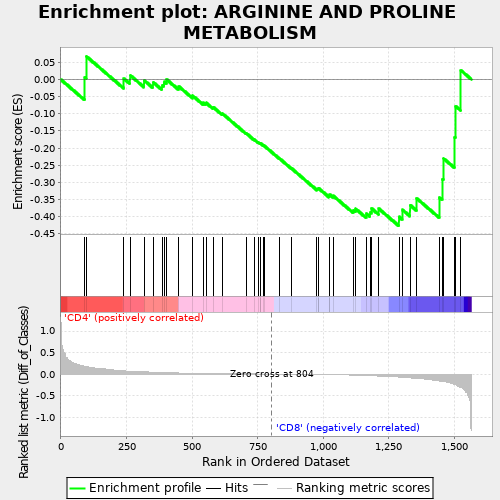 Enrichment plot: ARGININE AND PROLINE
METABOLISM
Enrichment score (ES)
0.05
0.00
-0.05
-0.10
-0.15
-0.20
-0.25
-0.30
-0.35
-0.40
-0.45
'CD4' (positively correlated)
Zero cross at 804
'CD8' (negatively correlated)
Ranked list metric (Diff_of_Classes)
1.0
0.5
0.0
-0.5
-1.0
0 250 500 750 1,000 1,250 1,500
Rank in Ordered Dataset
Enrichment profile Hits Ranking metric scores